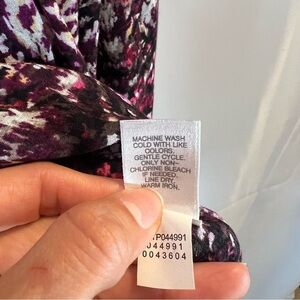 MACHINE WASH
COLD WITH LIKE
COLORS,
GENTLE CYCLE.
ONLY NON-
CHLORINE BLEACH
IF NEEDED.
LINE DRY.
WARM IRON.
P044991
044991
0043604